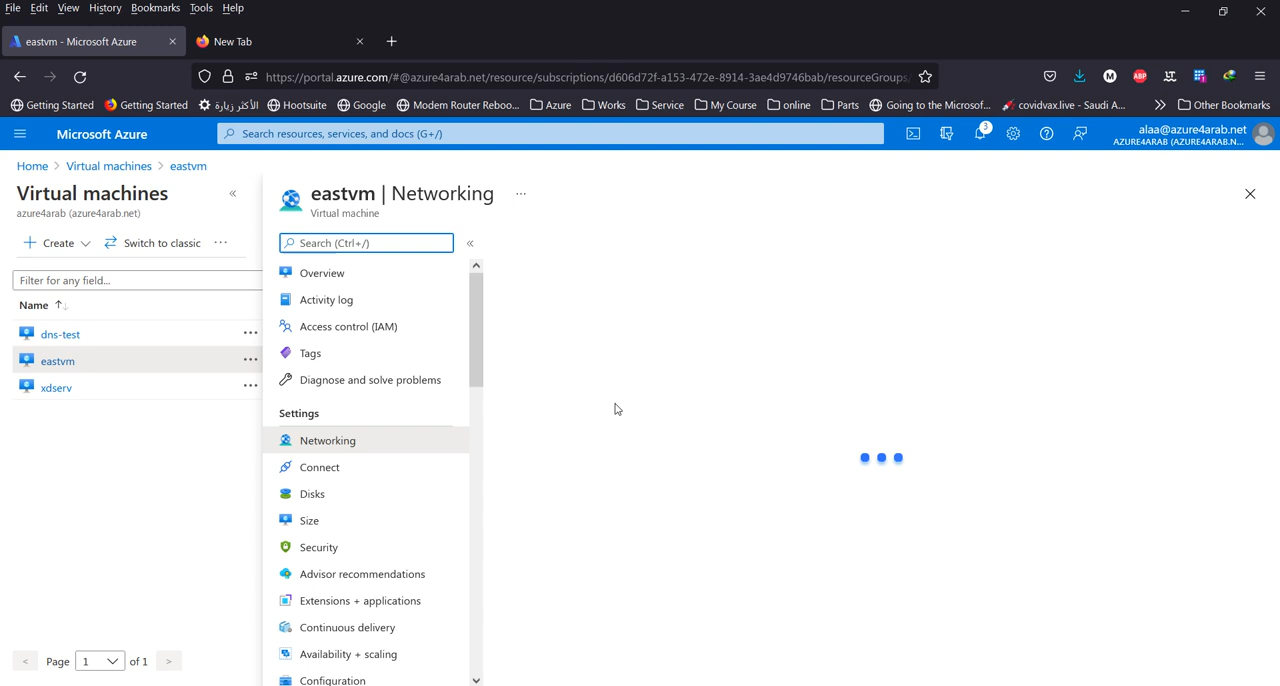 File Edit View History Bookmarks Tools Help
eastvm - Microsoft Azure
New Tab
https://portal.azure.com/#@azure4arab.net/resource/subscriptions/d606d72f-a153-472e-8914-3ae4d9746bab/resourceGroups/
Getting Started Getting Started الأكثر زيارة Hootsuite Google Modem Router Reboo... Azure Works Service My Course online Parts Going to the Microsof... covidvax.live - Saudi A... Other Bookmarks
Microsoft Azure
Search resources, services, and docs (G+/)
3
alaa@azure4arab.net
AZURE4ARAB (AZURE4ARAB.N...
Home > Virtual machines > eastvm
Virtual machines
azure4arab (azure4arab.net)
Create
Switch to classic
Filter for any field...
Name
dns-test
eastvm
xdserv
Page 1 of 1
eastvm | Networking
Virtual machine
Search (Ctrl+/)
Overview
Activity log
Access control (IAM)
Tags
Diagnose and solve problems
Settings
Networking
Connect
Disks
Size
Security
Advisor recommendations
Extensions + applications
Continuous delivery
Availability + scaling
Configuration